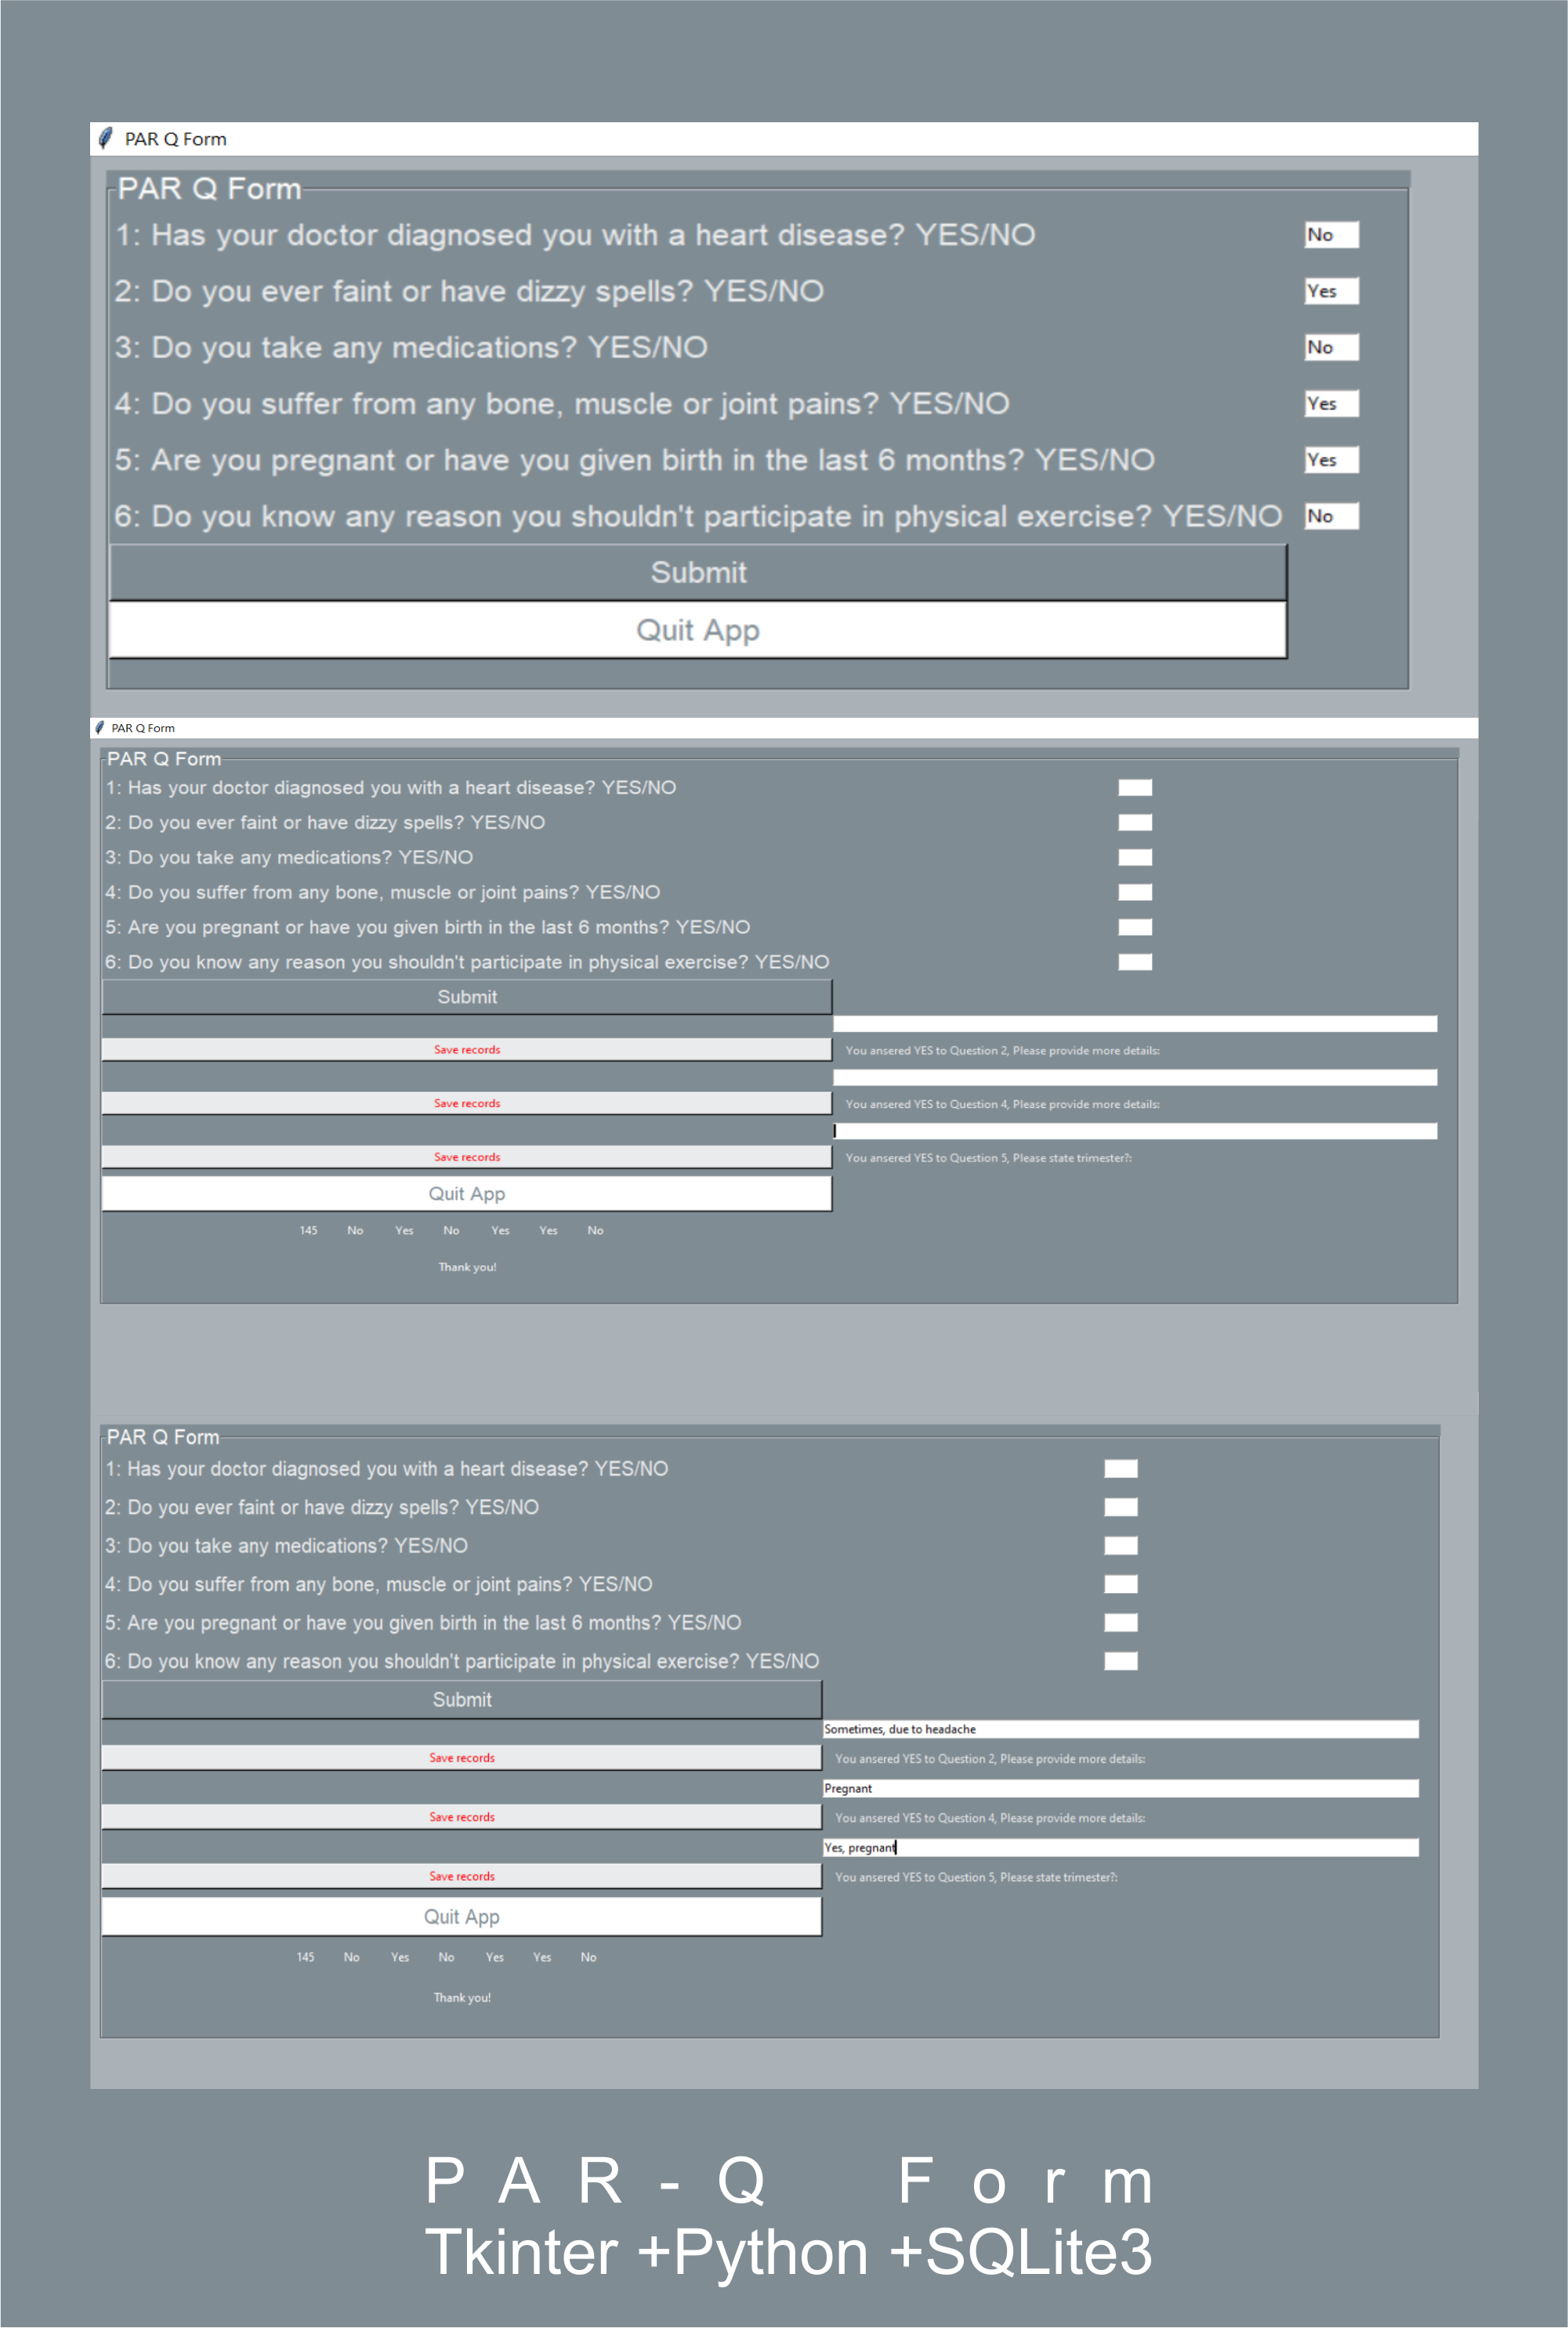 PAR Q Form
PAR Q Form
1: Has your doctor diagnosed you with a heart disease? YES/NO No
2: Do you ever faint or have dizzy spells? YES/NO Yes
3: Do you take any medications? YES/NO No
4: Do you suffer from any bone, muscle or joint pains? YES/NO Yes
5: Are you pregnant or have you given birth in the last 6 months? YES/NO Yes
6: Do you know any reason you shouldn't participate in physical exercise? YES/NO No
Submit
Quit App
PAR Q Form
PAR Q Form
1: Has your doctor diagnosed you with a heart disease? YES/NO
2: Do you ever faint or have dizzy spells? YES/NO
3: Do you take any medications? YES/NO
4: Do you suffer from any bone, muscle or joint pains? YES/NO
5: Are you pregnant or have you given birth in the last 6 months? YES/NO
6: Do you know any reason you shouldn't participate in physical exercise? YES/NO
Submit
Save records You ansered YES to Question 2, Please provide more details:
Save records You ansered YES to Question 4, Please provide more details:
Save records You ansered YES to Question 5, Please state trimester?:
Quit App
145 No Yes No Yes Yes No
Thank you!
PAR Q Form
1: Has your doctor diagnosed you with a heart disease? YES/NO
2: Do you ever faint or have dizzy spells? YES/NO
3: Do you take any medications? YES/NO
4: Do you suffer from any bone, muscle or joint pains? YES/NO
5: Are you pregnant or have you given birth in the last 6 months? YES/NO
6: Do you know any reason you shouldn't participate in physical exercise? YES/NO
Submit
Sometimes, due to headache
Save records You ansered YES to Question 2, Please provide more details:
Pregnant
Save records You ansered YES to Question 4, Please provide more details:
Yes, pregnant
Save records You ansered YES to Question 5, Please state trimester?:
Quit App
145 No Yes No Yes Yes No
Thank you!
PAR-Q Form
Tkinter +Python +SQLite3